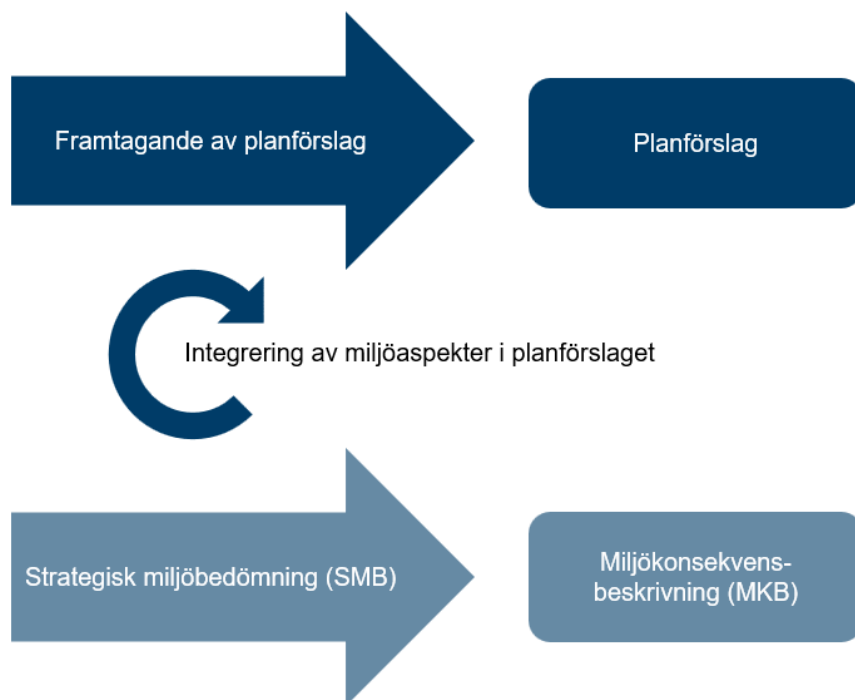 Framtagande av planförslag
Planförslag
Integrering av miljöaspekter i planförslaget
Strategisk miljöbedömning (SMB)
Miljökonsekvens-
beskrivning (MKB)